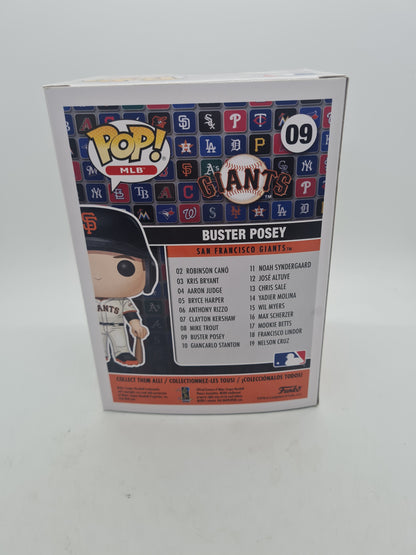 POP!
MLB
09
GIANTS
BUSTER POSEY
SAN FRANCISCO GIANTS™
02 ROBINSON CANÓ
03 KRIS BRYANT
04 AARON JUDGE
05 BRYCE HARPER
06 ANTHONY RIZZO
07 CLAYTON KERSHAW
08 MIKE TROUT
09 BUSTER POSEY
10 GIANCARLO STANTON
11 NOAH SYNDERGAARD
12 JOSÉ ALTUVE
13 CHRIS SALE
14 YADIER MOLINA
15 WIL MYERS
16 MAX SCHERZER
17 MOOKIE BETTS
18 FRANCISCO LINDOR
19 NELSON CRUZ
COLLECT THEM ALL! / COLLECTIONNEZ-LES TOUS! / ¡COLECCIONALOS TODOS!
Funko